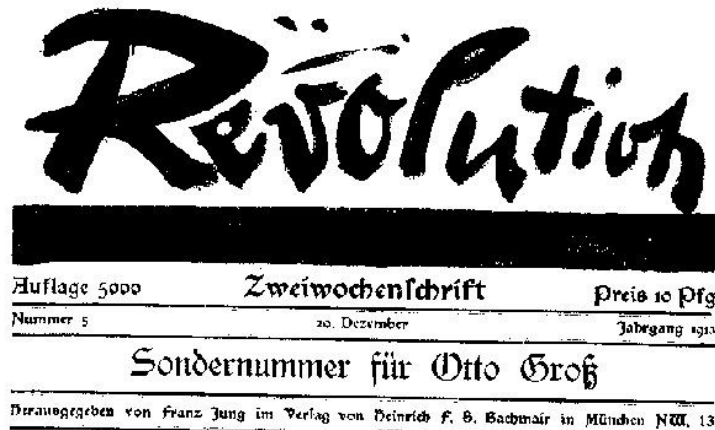 Revolution
Auflage 5000 Zweiwochenschrift Preis 10 Pfg
Nummer 5 20. Dezember Jahrgang 1913
Sondernummer für Otto Groß
Herausgegeben von Franz Jung im Verlag von Heinrich F. S. Bachmair in München NW. 13